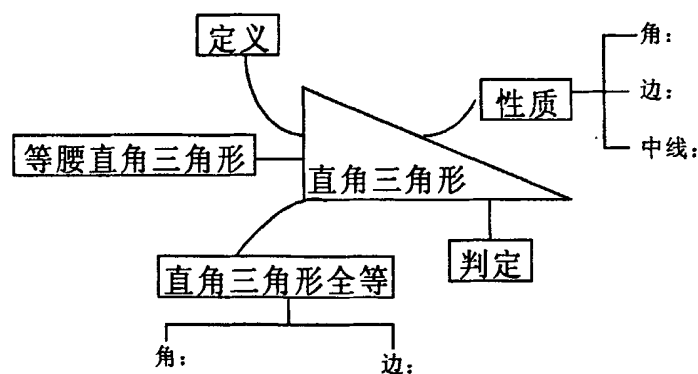 定义
角：
性质
边：
等腰直角三角形
中线：
直角三角形
直角三角形全等
判定
角：
边：